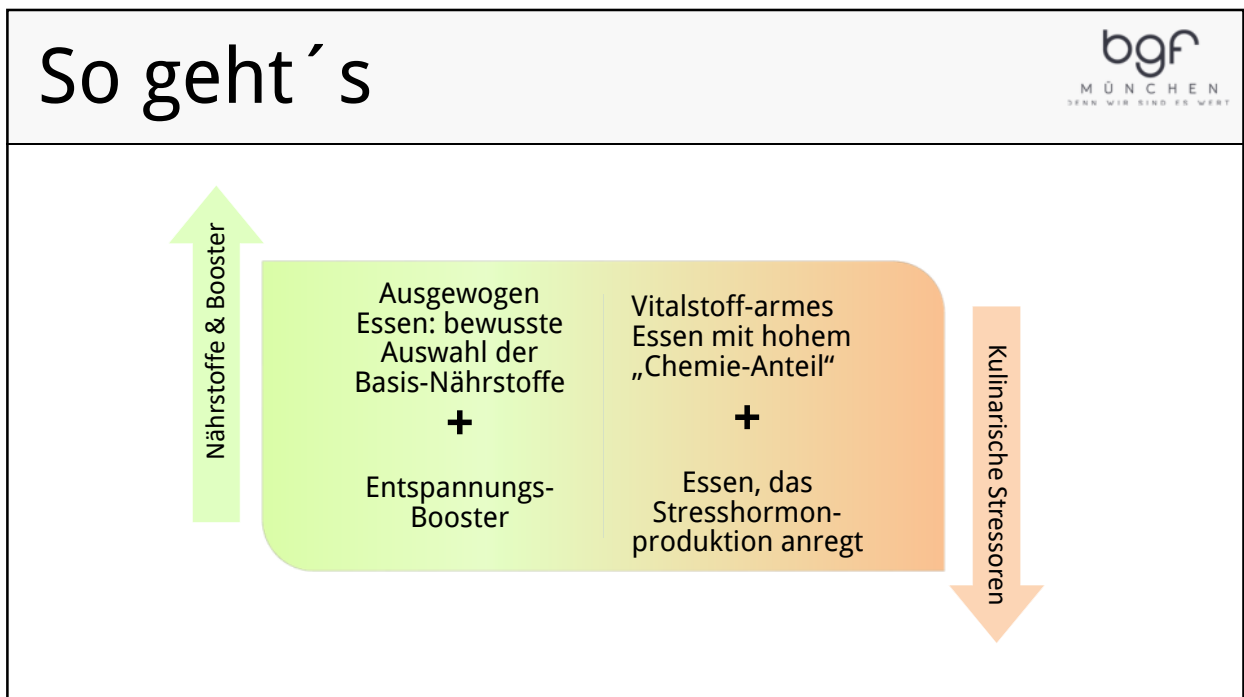 So geht´s
bgf
MÜNCHEN
DENN WIR SIND ES WERT
Nährstoffe & Booster
Ausgewogen
Essen: bewusste
Auswahl der
Basis-Nährstoffe
+
Entspannungs-
Booster
Vitalstoff-armes
Essen mit hohem
„Chemie-Anteil“
+
Essen, das
Stresshormon-
produktion anregt
Kulinarische Stressoren